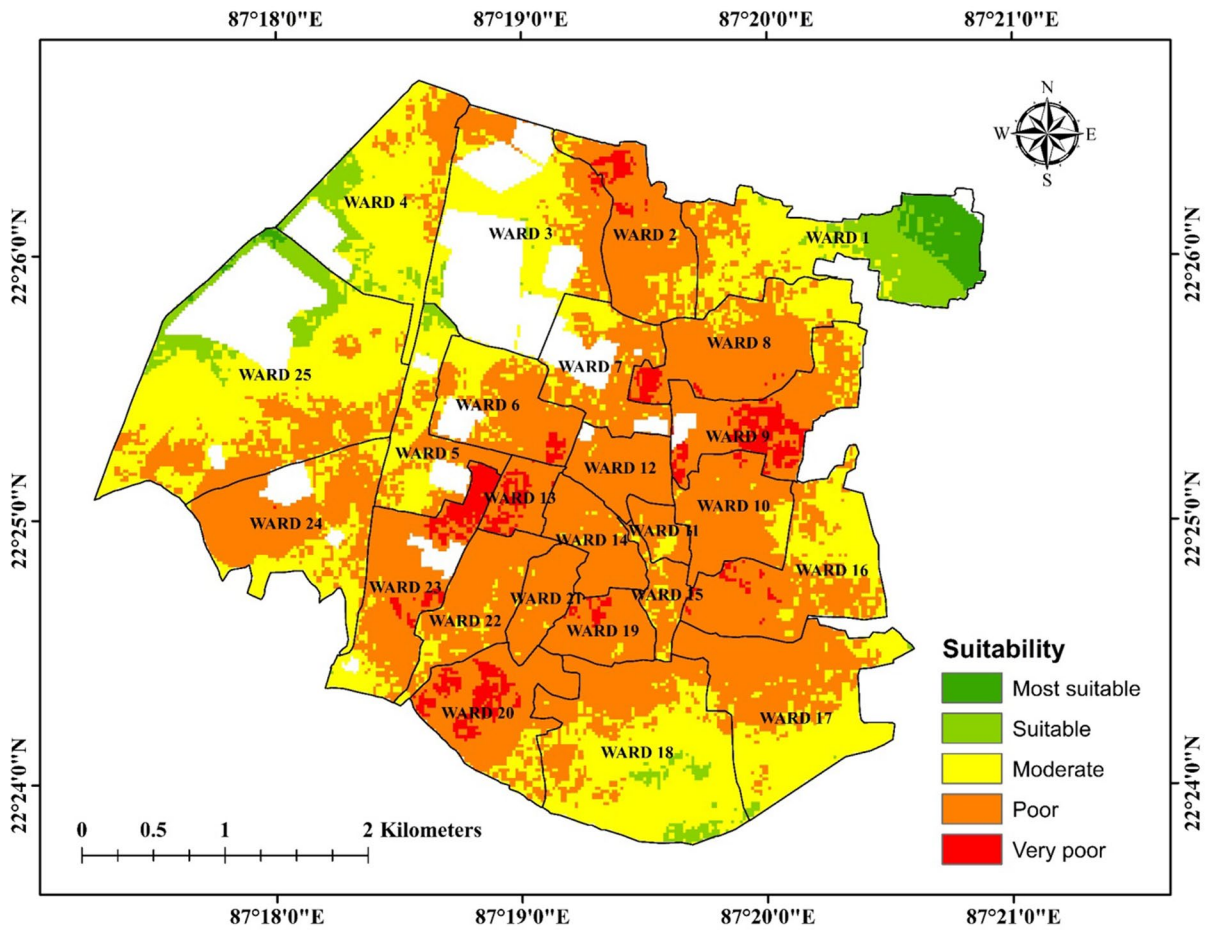 87°18'0"E 87°19'0"E 87°20'0"E 87°21'0"E
N
W E
S
22°26'0"N
22°26'0"N
WARD 4
WARD 3
WARD 2
WARD 1
WARD 8
WARD 7
WARD 25
WARD 6
WARD 9
WARD 5
WARD 12
22°25'0"N
22°25'0"N
WARD 13
WARD 10
WARD 24
WARD 11
WARD 14
WARD 16
WARD 23
WARD 15
WARD 21
WARD 22
WARD 19
WARD 20
WARD 17
WARD 18
22°24'0"N
22°24'0"N
Suitability
Most suitable
Suitable
Moderate
Poor
Very poor
0 0.5 1 2 Kilometers
87°18'0"E 87°19'0"E 87°20'0"E 87°21'0"E